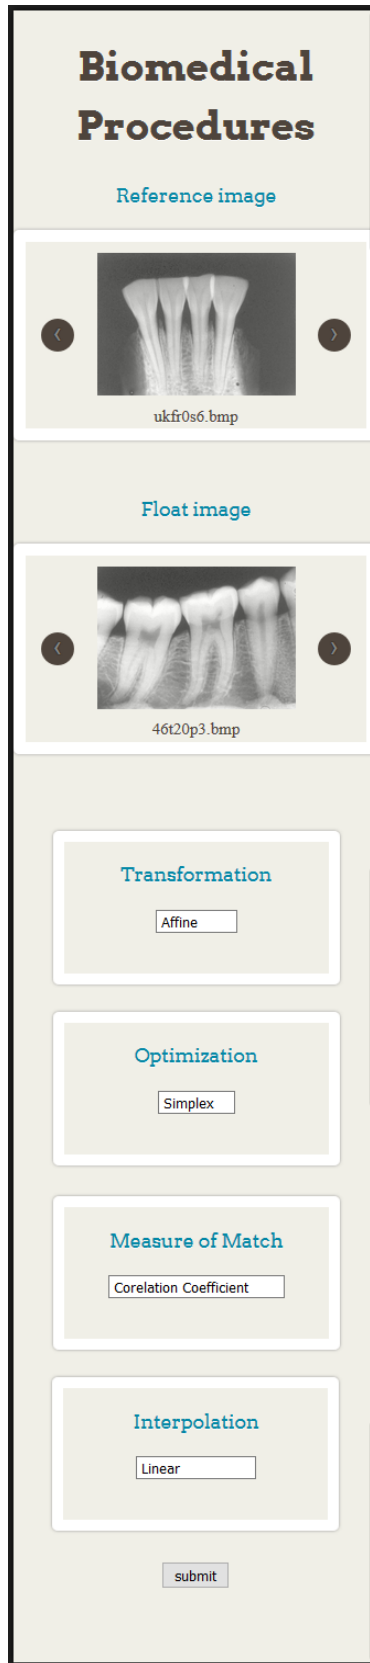 Biomedical
Procedures
Reference image
‹
›
ukfr0s6.bmp
Float image
‹
›
46t20p3.bmp
Transformation
Affine
Optimization
Simplex
Measure of Match
Corelation Coefficient
Interpolation
Linear
submit